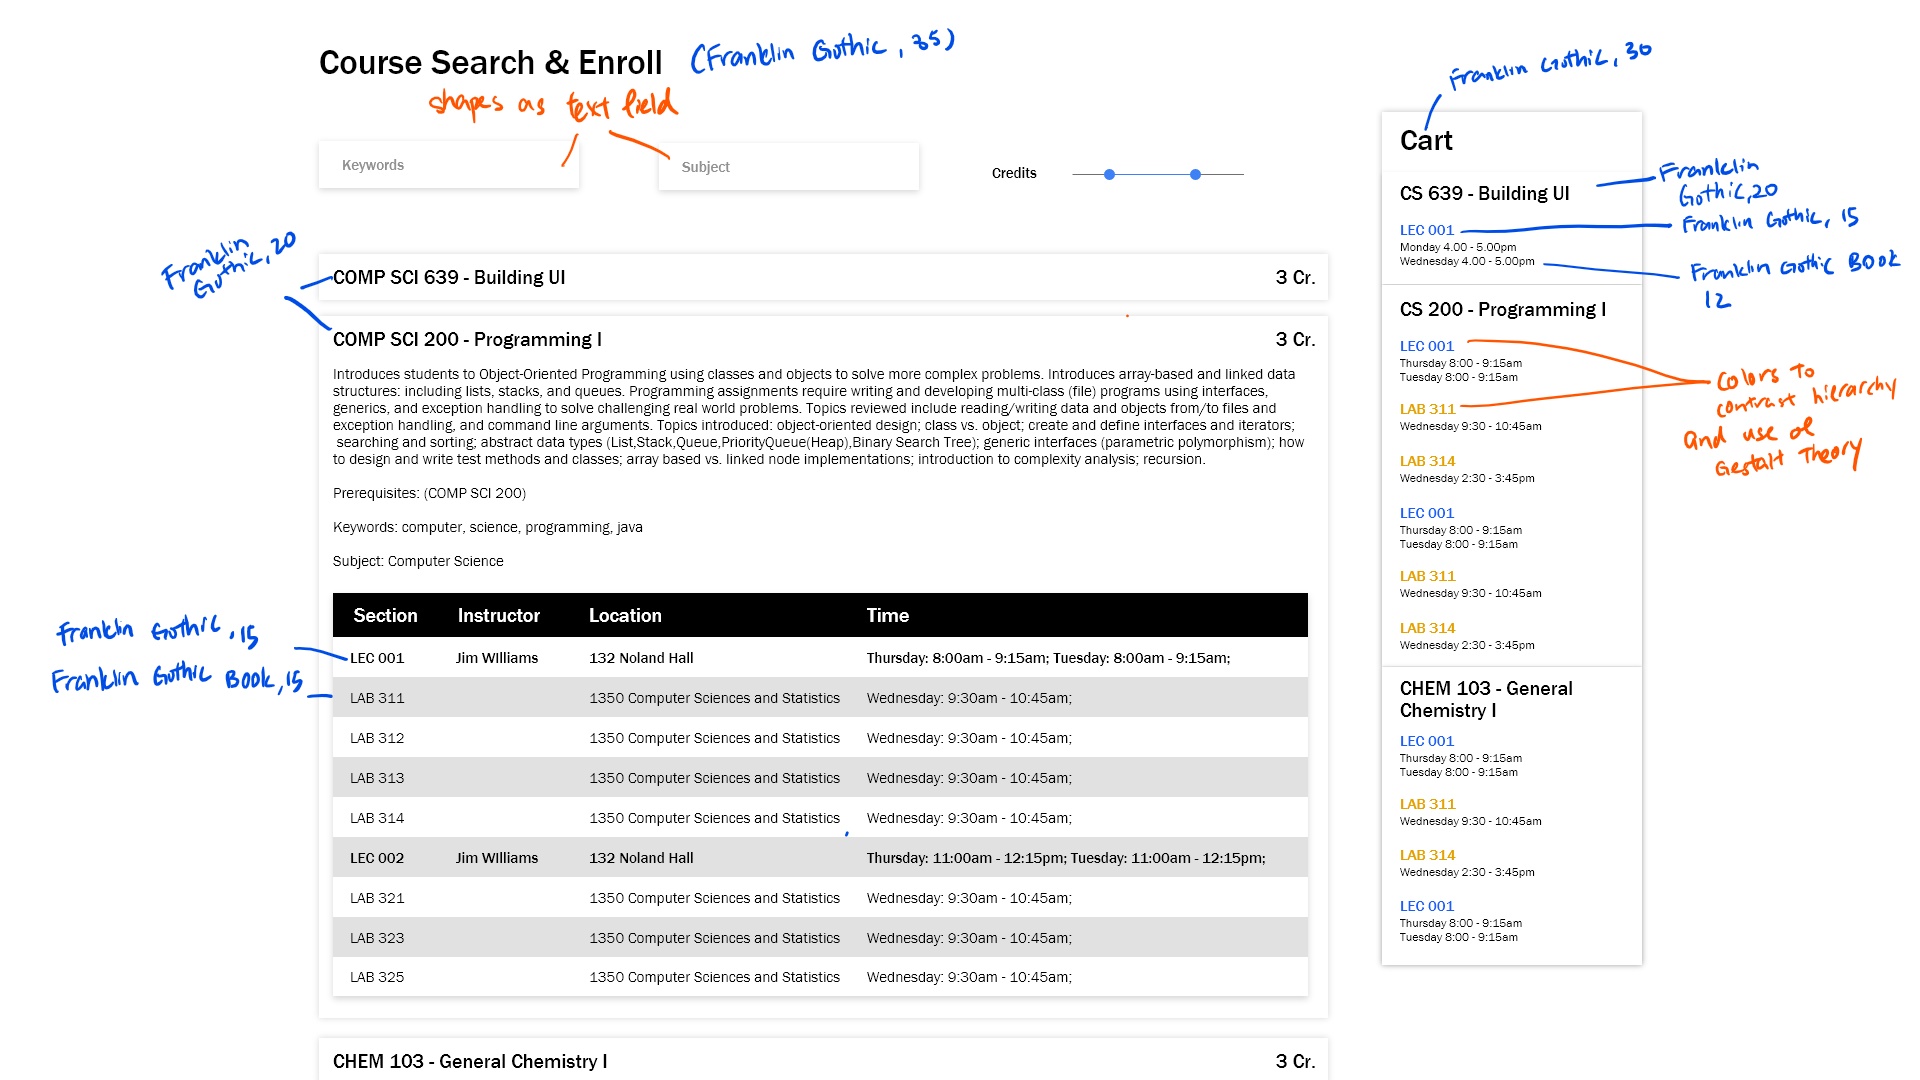 Course Search & Enroll
(Franklin Gothic, 35)
shapes as text field
Keywords
Subject
Credits
Franklin
Gothic, 20
COMP SCI 639 - Building UI
3 Cr.
COMP SCI 200 - Programming I
3 Cr.
Introduces students to Object-Oriented Programming using classes and objects to solve more complex problems. Introduces array-based and linked data
structures: including lists, stacks, and queues. Programming assignments require writing and developing multi-class (file) programs using interfaces,
generics, and exception handling to solve challenging real world problems. Topics reviewed include reading/writing data and objects from/to files and
exception handling, and command line arguments. Topics introduced: object-oriented design; class vs. object; create and define interfaces and iterators;
searching and sorting; abstract data types (List,Stack,Queue,PriorityQueue(Heap),Binary Search Tree); generic interfaces (parametric polymorphism); how
to design and write test methods and classes; array based vs. linked node implementations; introduction to complexity analysis; recursion.
Prerequisites: (COMP SCI 200)
Keywords: computer, science, programming, java
Subject: Computer Science
Franklin Gothic, 15
Franklin Gothic Book, 15
Section Instructor Location Time
LEC 001 Jim WIlliams 132 Noland Hall Thursday: 8:00am - 9:15am; Tuesday: 8:00am - 9:15am;
LAB 311 1350 Computer Sciences and Statistics Wednesday: 9:30am - 10:45am;
LAB 312 1350 Computer Sciences and Statistics Wednesday: 9:30am - 10:45am;
LAB 313 1350 Computer Sciences and Statistics Wednesday: 9:30am - 10:45am;
LAB 314 1350 Computer Sciences and Statistics Wednesday: 9:30am - 10:45am;
LEC 002 Jim WIlliams 132 Noland Hall Thursday: 11:00am - 12:15pm; Tuesday: 11:00am - 12:15pm;
LAB 321 1350 Computer Sciences and Statistics Wednesday: 9:30am - 10:45am;
LAB 323 1350 Computer Sciences and Statistics Wednesday: 9:30am - 10:45am;
LAB 325 1350 Computer Sciences and Statistics Wednesday: 9:30am - 10:45am;
CHEM 103 - General Chemistry I
3 Cr.
Franklin Gothic, 30
Cart
CS 639 - Building UI
Franklin
Gothic, 20
LEC 001
Franklin Gothic, 15
Monday 4.00 - 5.00pm
Wednesday 4.00 - 5.00pm
Franklin Gothic Book
12
CS 200 - Programming I
LEC 001
Thursday 8:00 - 9:15am
Tuesday 8:00 - 9:15am
LAB 311
Wednesday 9:30 - 10:45am
LAB 314
Wednesday 2:30 - 3:45pm
LEC 001
Thursday 8:00 - 9:15am
Tuesday 8:00 - 9:15am
LAB 311
Wednesday 9:30 - 10:45am
LAB 314
Wednesday 2:30 - 3:45pm
Colors to
contrast hierarchy
and use of
Gestalt Theory
CHEM 103 - General
Chemistry I
LEC 001
Thursday 8:00 - 9:15am
Tuesday 8:00 - 9:15am
LAB 311
Wednesday 9:30 - 10:45am
LAB 314
Wednesday 2:30 - 3:45pm
LEC 001
Thursday 8:00 - 9:15am
Tuesday 8:00 - 9:15am